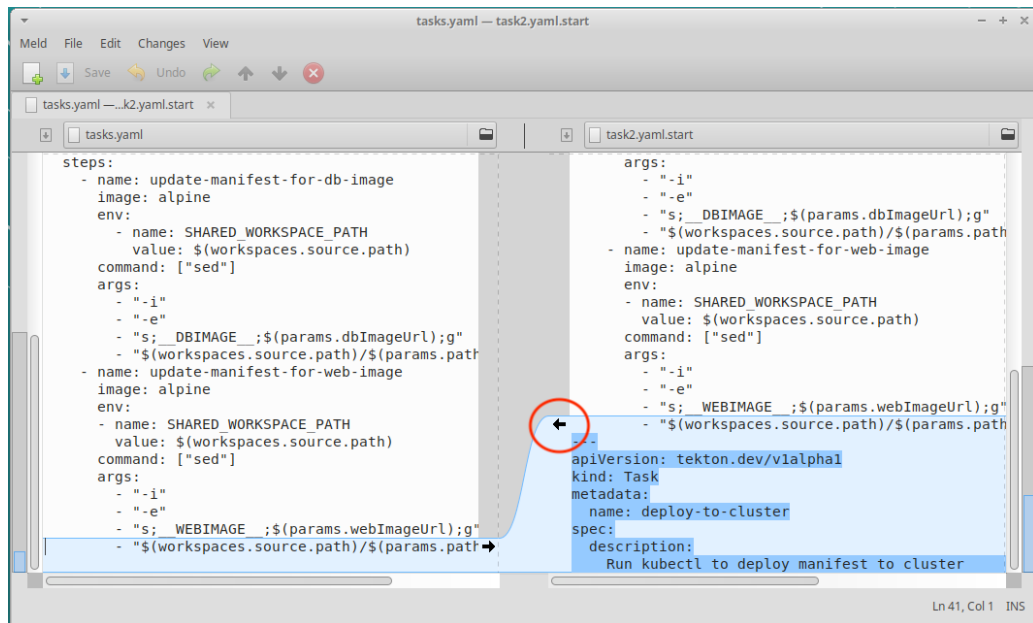 tasks.yaml — task2.yaml.start
Meld File Edit Changes View
Save Undo
tasks.yaml —...k2.yaml.start ×
tasks.yaml
steps:
- name: update-manifest-for-db-image
image: alpine
env:
- name: SHARED_WORKSPACE_PATH
value: $(workspaces.source.path)
command: ["sed"]
args:
- "-i"
- "-e"
- "s;__DBIMAGE__;$(params.dbImageUrl);g"
- "$(workspaces.source.path)/$(params.path
- name: update-manifest-for-web-image
image: alpine
env:
- name: SHARED_WORKSPACE_PATH
value: $(workspaces.source.path)
command: ["sed"]
args:
- "-i"
- "-e"
- "s;__WEBIMAGE__;$(params.webImageUrl);g"
- "$(workspaces.source.path)/$(params.path
task2.yaml.start
args:
- "-i"
- "-e"
- "s;__DBIMAGE__;$(params.dbImageUrl);g"
- "$(workspaces.source.path)/$(params.path
- name: update-manifest-for-web-image
image: alpine
env:
- name: SHARED_WORKSPACE_PATH
value: $(workspaces.source.path)
command: ["sed"]
args:
- "-i"
- "-e"
- "s;__WEBIMAGE__;$(params.webImageUrl);g"
- "$(workspaces.source.path)/$(params.path
---
apiVersion: tekton.dev/v1alpha1
kind: Task
metadata:
name: deploy-to-cluster
spec:
description:
Run kubectl to deploy manifest to cluster
Ln 41, Col 1 INS